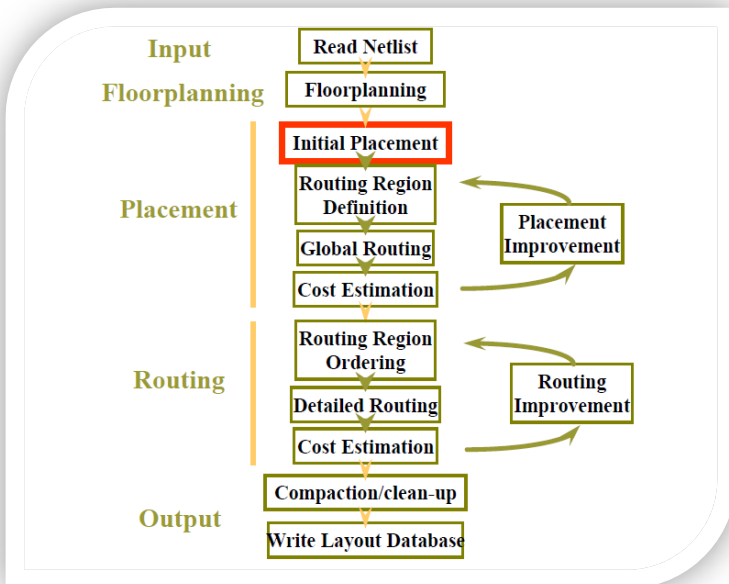 Input
Read Netlist
Floorplanning
Floorplanning
Placement
Initial Placement
Routing Region
Definition
Global Routing
Cost Estimation
Placement
Improvement
Routing
Routing Region
Ordering
Detailed Routing
Cost Estimation
Routing
Improvement
Output
Compaction/clean-up
Write Layout Database